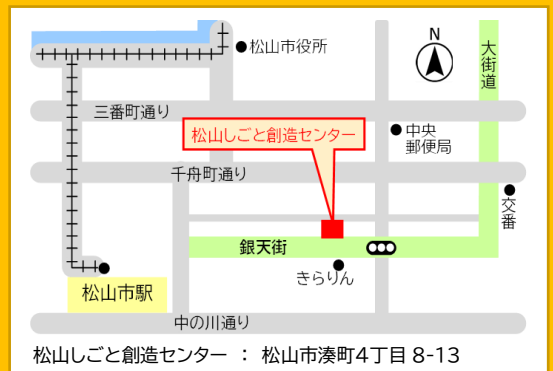 松山市役所
N
大街道
三番町通り
松山しごと創造センター
中央
郵便局
千舟町通り
交番
銀天街
きらりん
松山市駅
中の川通り
松山しごと創造センター ： 松山市湊町4丁目 8-13